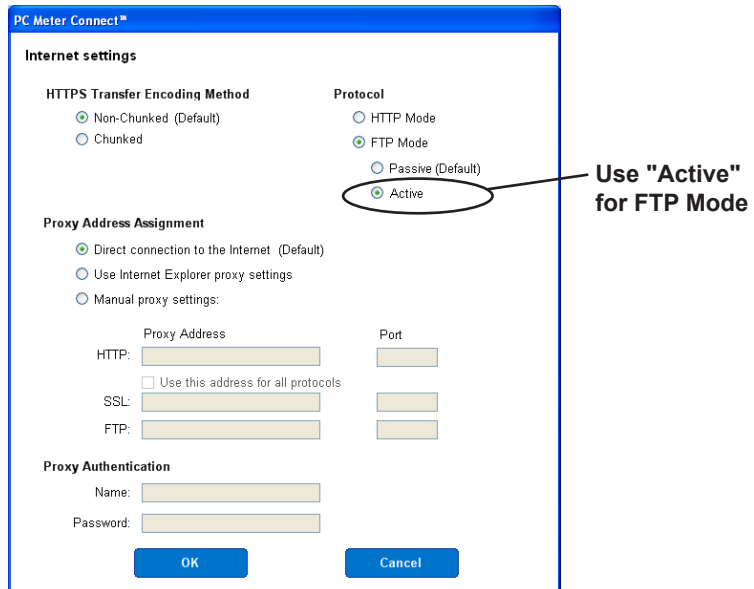 PC Meter Connect™
Internet settings
HTTPS Transfer Encoding Method
Non-Chunked (Default)
Chunked
Protocol
HTTP Mode
FTP Mode
Passive (Default)
Active
Use "Active"
for FTP Mode
Proxy Address Assignment
Direct connection to the Internet (Default)
Use Internet Explorer proxy settings
Manual proxy settings:
Proxy Address Port
HTTP:
Use this address for all protocols
SSL:
FTP:
Proxy Authentication
Name:
Password:
OK Cancel